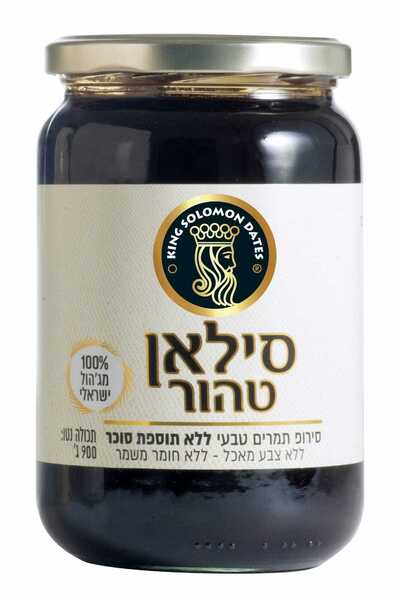 KING SOLOMON DATES ®
סילאן
טהור
100%
מג'הול
ישראלי
סירופ תמרים טבעי ללא תוספת סוכר
ללא צבע מאכל - ללא חומר משמר
תכולה נטו:
900 ג'